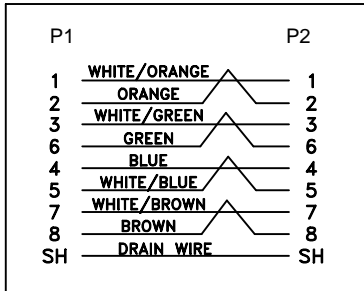 P1 P2
1 WHITE/ORANGE 1
2 ORANGE 2
3 WHITE/GREEN 3
6 GREEN 6
4 BLUE 4
5 WHITE/BLUE 5
7 WHITE/BROWN 7
8 BROWN 8
SH DRAIN WIRE SH